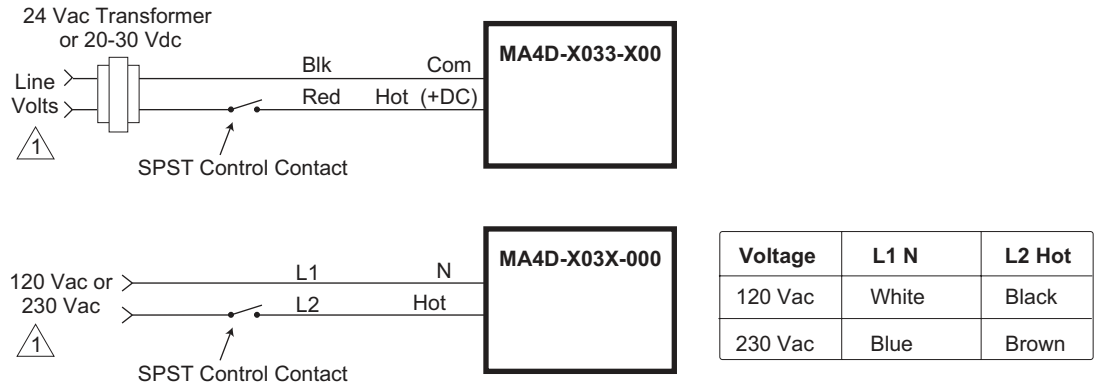 24 Vac Transformer
or 20-30 Vdc
Line
Volts
1
Blk
Com
Red
Hot (+DC)
MA4D-X033-X00
SPST Control Contact
120 Vac or
230 Vac
1
L1
N
L2
Hot
MA4D-X03X-000
SPST Control Contact
Voltage L1 N L2 Hot
120 Vac White Black
230 Vac Blue Brown